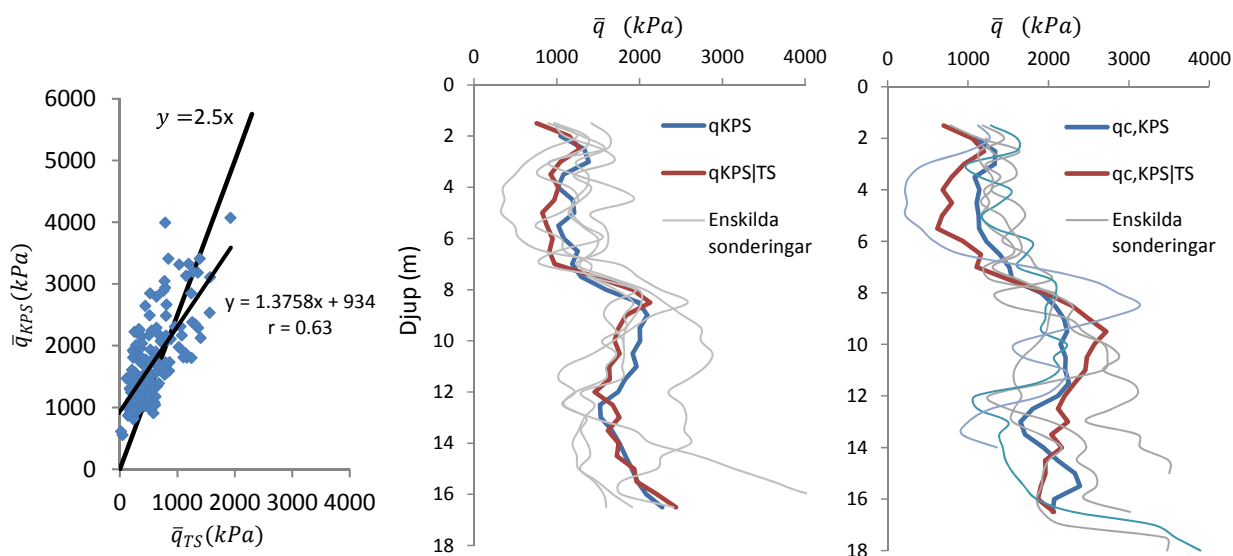 6000
5000
4000
3000
2000
1000
0
0 1000 2000 3000 4000
q̄KPS(kPa)
q̄TS(kPa)
y =2.5x
y = 1.3758x + 934
r = 0.63
q̄ (kPa)
0 1000 2000 3000 4000
0
2
4
6
8
10
12
14
16
18
Djup (m)
qKPS
qKPS|TS
Enskilda
sonderingar
q̄ (kPa)
0 1000 2000 3000 4000
0
2
4
6
8
10
12
14
16
18
qc,KPS
qc,KPS|TS
Enskilda
sonderingar